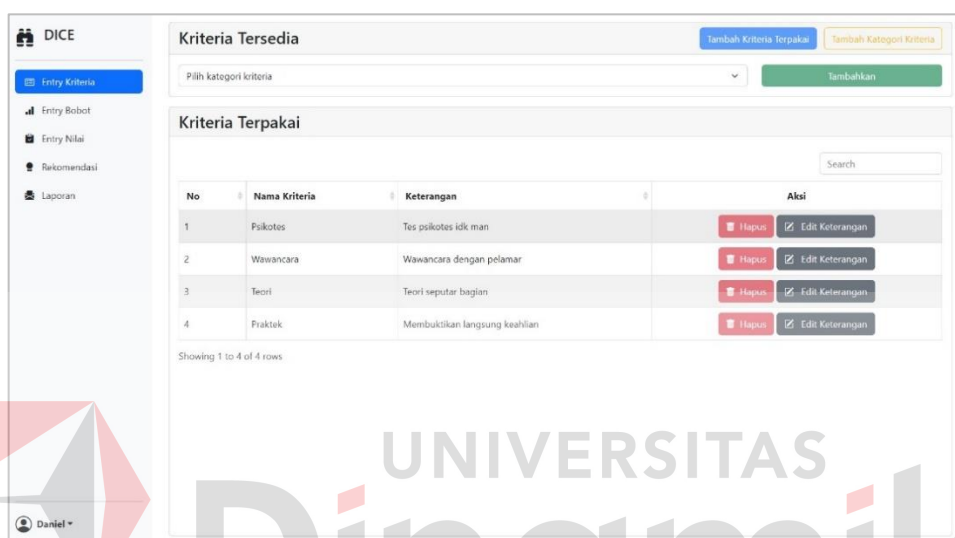 DICE
Entry Kriteria
Entry Bobot
Entry Nilai
Rekomendasi
Laporan
Daniel
Kriteria Tersedia
Tambah Kriteria Terpakai
Tambah Kategori Kriteria
Pilih kategori kriteria
Tambahkan
Kriteria Terpakai
Search
No Nama Kriteria Keterangan Aksi
1 Psikotes Tes psikotes idk man Hapus Edit Keterangan
2 Wawancara Wawancara dengan pelamar Hapus Edit Keterangan
3 Teori Teori seputar bagian Hapus Edit Keterangan
4 Praktek Membuktikan langsung keahlian Hapus Edit Keterangan
Showing 1 to 4 of 4 rows
UNIVERSITAS